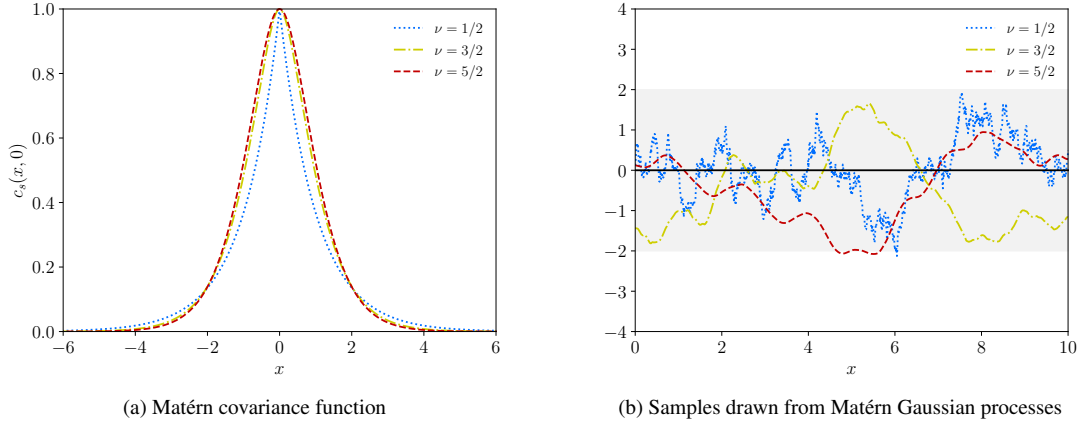 1.0
0.8
0.6
0.4
0.2
0.0
c_s(x, 0)
−6
−4
−2
0
2
4
6
x
ν = 1/2
ν = 3/2
ν = 5/2
(a) Matérn covariance function
4
3
2
1
0
−1
−2
−3
−4
0
2
4
6
8
10
x
ν = 1/2
ν = 3/2
ν = 5/2
(b) Samples drawn from Matérn Gaussian processes